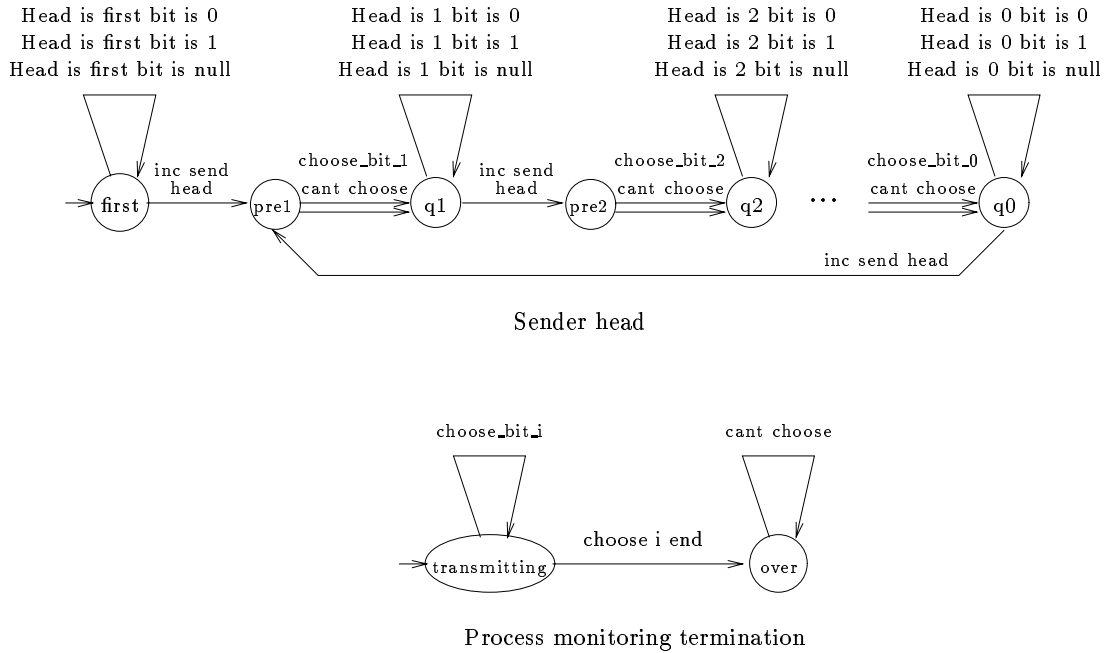 Head is first bit is 0
Head is first bit is 1
Head is first bit is null
Head is 1 bit is 0
Head is 1 bit is 1
Head is 1 bit is null
Head is 2 bit is 0
Head is 2 bit is 1
Head is 2 bit is null
Head is 0 bit is 0
Head is 0 bit is 1
Head is 0 bit is null
first
inc send
head
pre1
choose_bit_1
cant choose
q1
inc send
head
pre2
choose_bit_2
cant choose
q2
...
choose_bit_0
cant choose
q0
inc send head
Sender head
choose_bit_i
cant choose
transmitting
choose i end
over
Process monitoring termination